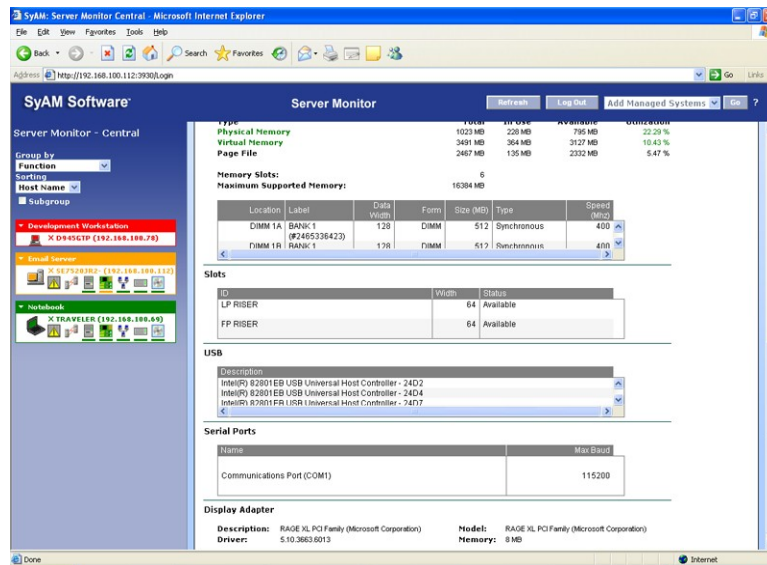 SyAM: Server Monitor Central - Microsoft Internet Explorer
File Edit View Favorites Tools Help
Back Search Favorites
Address http://192.168.100.112:3930/Login Go Links
SyAM Software Server Monitor Refresh Log Out Add Managed Systems Go ?
Server Monitor - Central
Group by
Function
Sorting
Host Name
Subgroup
Development Workstation
X D945GTP (192.168.100.78)
Email Server
X SE7520JR2- (192.168.100.112)
Notebook
X TRAVELER (192.168.100.69)
Type Total In Use Available Utilization
Physical Memory 1023 MB 228 MB 795 MB 22.29 %
Virtual Memory 3491 MB 364 MB 3127 MB 10.43 %
Page File 2467 MB 135 MB 2332 MB 5.47 %
Memory Slots: 6
Maximum Supported Memory: 16384 MB
Location Label Data Width Form Size (MB) Type Speed (Mhz)
DIMM 1A BANK 1 128 DIMM 512 Synchronous 400
(#2465336423)
DIMM 1B BANK 1 128 DIMM 512 Synchronous 400
Slots
ID Width Status
LP RISER 64 Available
FP RISER 64 Available
USB
Description
Intel(R) 82801EB USB Universal Host Controller - 24D2
Intel(R) 82801EB USB Universal Host Controller - 24D4
Intel(R) 82801EB USB Universal Host Controller - 24D7
Serial Ports
Name Max Baud
Communications Port (COM1) 115200
Display Adapter
Description: RAGE XL PCI Family (Microsoft Corporation) Model: RAGE XL PCI Family (Microsoft Corporation)
Driver: 5.10.3663.6013 Memory: 8 MB
Done Internet